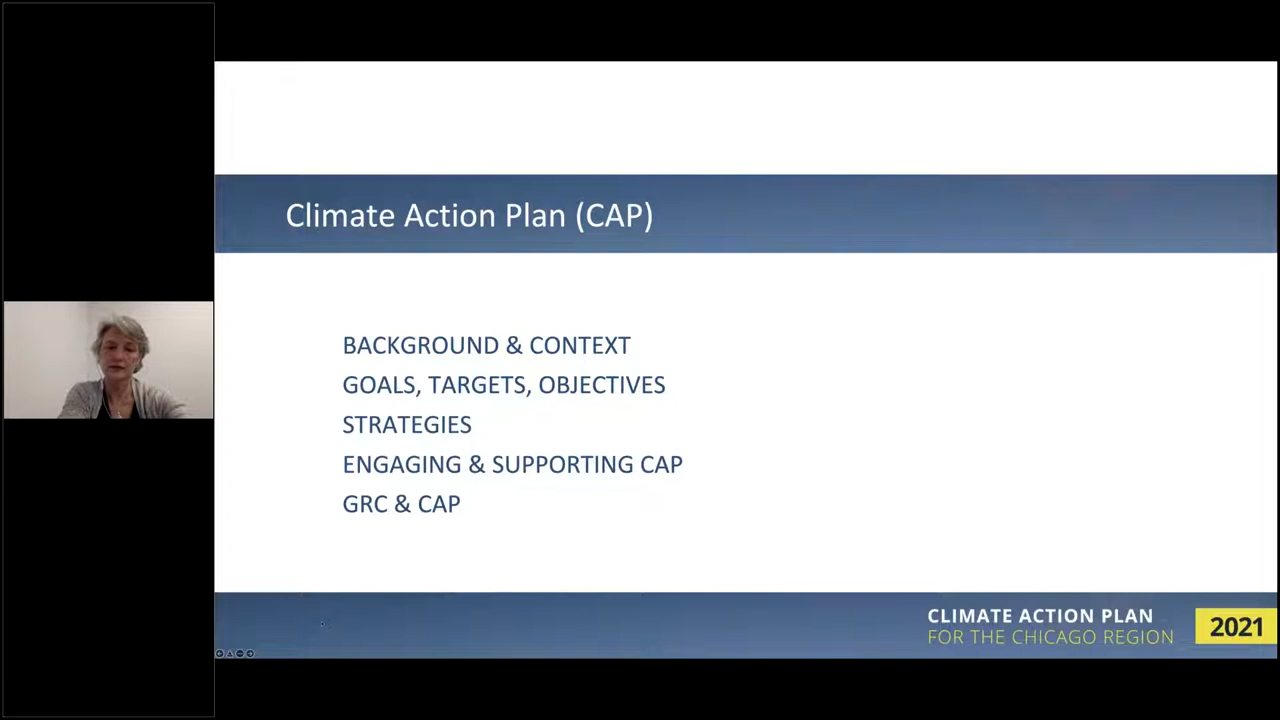 Climate Action Plan (CAP)
BACKGROUND & CONTEXT
GOALS, TARGETS, OBJECTIVES
STRATEGIES
ENGAGING & SUPPORTING CAP
GRC & CAP
CLIMATE ACTION PLAN
FOR THE CHICAGO REGION
2021